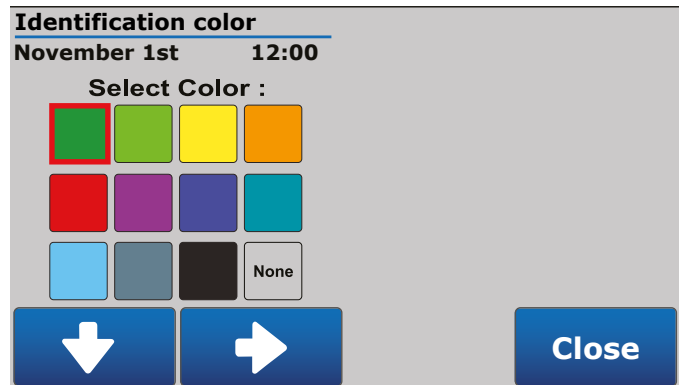 Identification color
November 1st 12:00
Select Color :
None
Close